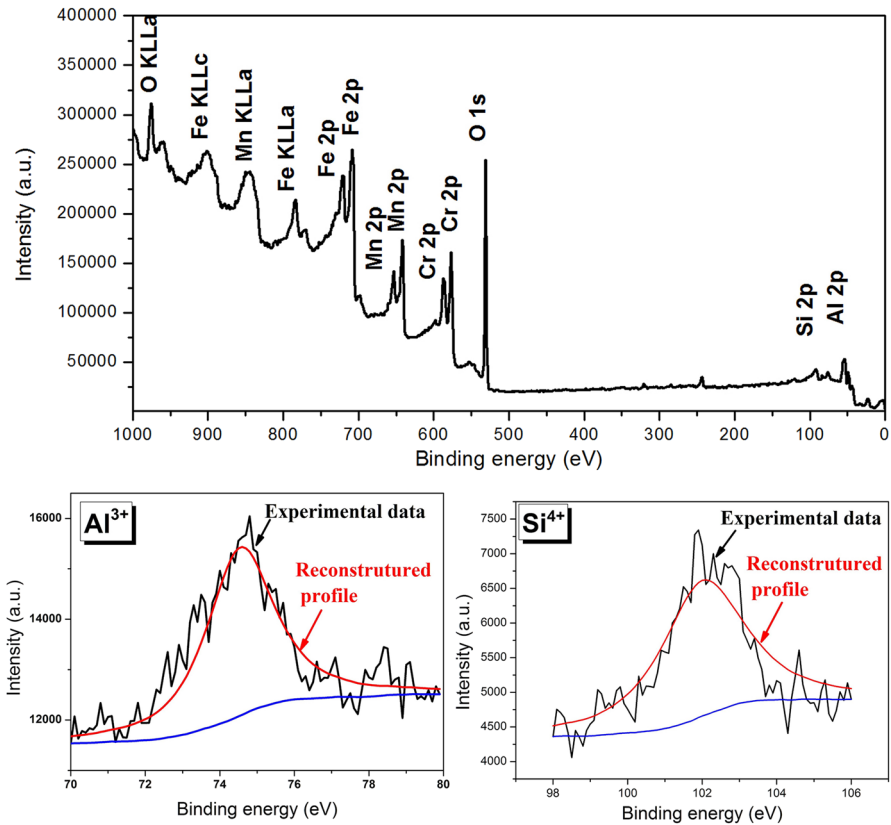 400000
350000
300000
250000
200000
150000
100000
50000
Intensity (a.u.)
O KLLa
Fe KLLc
Mn KLLa
Fe KLLa
Fe 2p
Fe 2p
Mn 2p
Mn 2p
Cr 2p
Cr 2p
O 1s
Si 2p
Al 2p
1000 900 800 700 600 500 400 300 200 100 0
Binding energy (eV)
Al³⁺
Experimental data
Reconstrutured
profile
16000
14000
12000
Intensity (a.u.)
70 72 74 76 78 80
Binding energy (eV)
Si⁴⁺
Experimental data
Reconstrutured
profile
7500
7000
6500
6000
5500
5000
4500
4000
Intensity (a.u.)
98 100 102 104 106
Binding energy (eV)